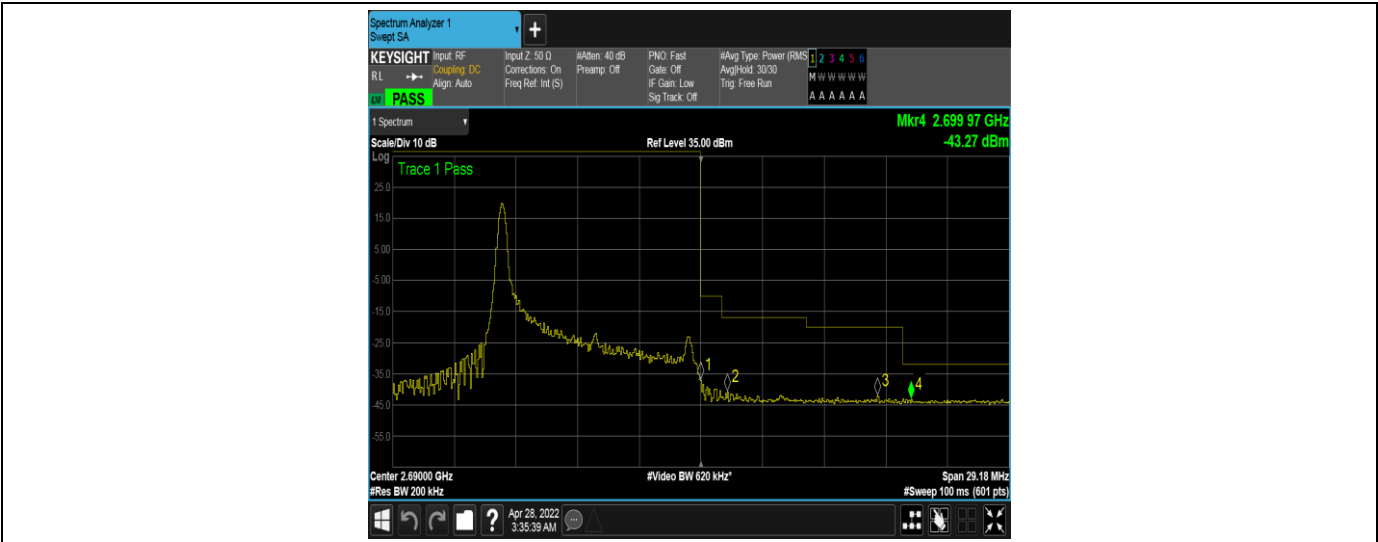 Spectrum Analyzer 1
Swept SA
+
KEYSIGHT Input: RF Input Z: 50 Ω #Atten: 40 dB PNO: Fast #Avg Type: Power (RMS 1 2 3 4 5 6
RL Coupling: DC Corrections: On Preamp: Off Gate: Off Avg|Hold: 30/30 M W W W W W
Align: Auto Freq Ref: Int (S) IF Gain: Low Trig: Free Run
PASS Sig Track: Off A A A A A A
1 Spectrum
Mkr4 2.699 97 GHz
Scale/Div 10 dB Ref Level 35.00 dBm -43.27 dBm
Log
Trace 1 Pass
25.0
15.0
5.00
-5.00
-15.0
-25.0
-35.0
-45.0
-55.0
1
2
3
4
Center 2.69000 GHz #Video BW 620 kHz* Span 29.18 MHz
#Res BW 200 kHz #Sweep 100 ms (601 pts)
? Apr 28, 2022
3:35:39 AM